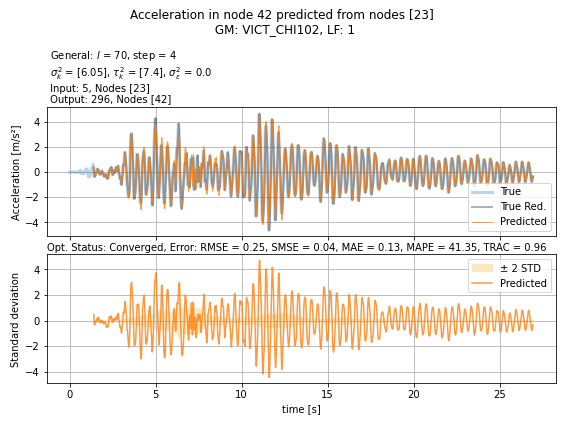 Acceleration in node 42 predicted from nodes [23]
GM: VICT_CHI102, LF: 1
General: l = 70, step = 4
σ²ₖ = [6.05], τ²ₖ = [7.4], σ²ε = 0.0
Input: 5, Nodes [23]
Output: 296, Nodes [42]
Acceleration [m/s²]
4
2
0
−2
−4
True
True Red.
Predicted
Opt. Status: Converged, Error: RMSE = 0.25, SMSE = 0.04, MAE = 0.13, MAPE = 41.35, TRAC = 0.96
Standard deviation
4
2
0
−2
−4
± 2 STD
Predicted
0 5 10 15 20 25
time [s]